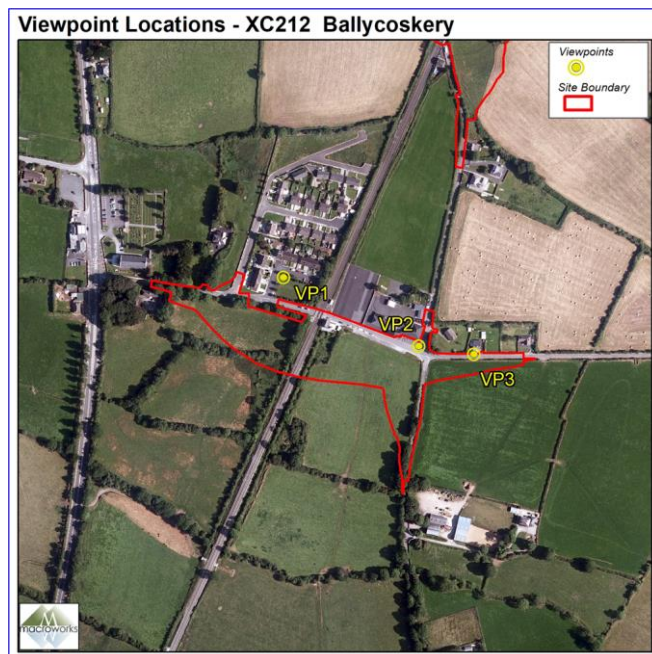 Viewpoint Locations - XC212 Ballycoskery
Viewpoints
Site Boundary
VP1
VP2
VP3
macroworks